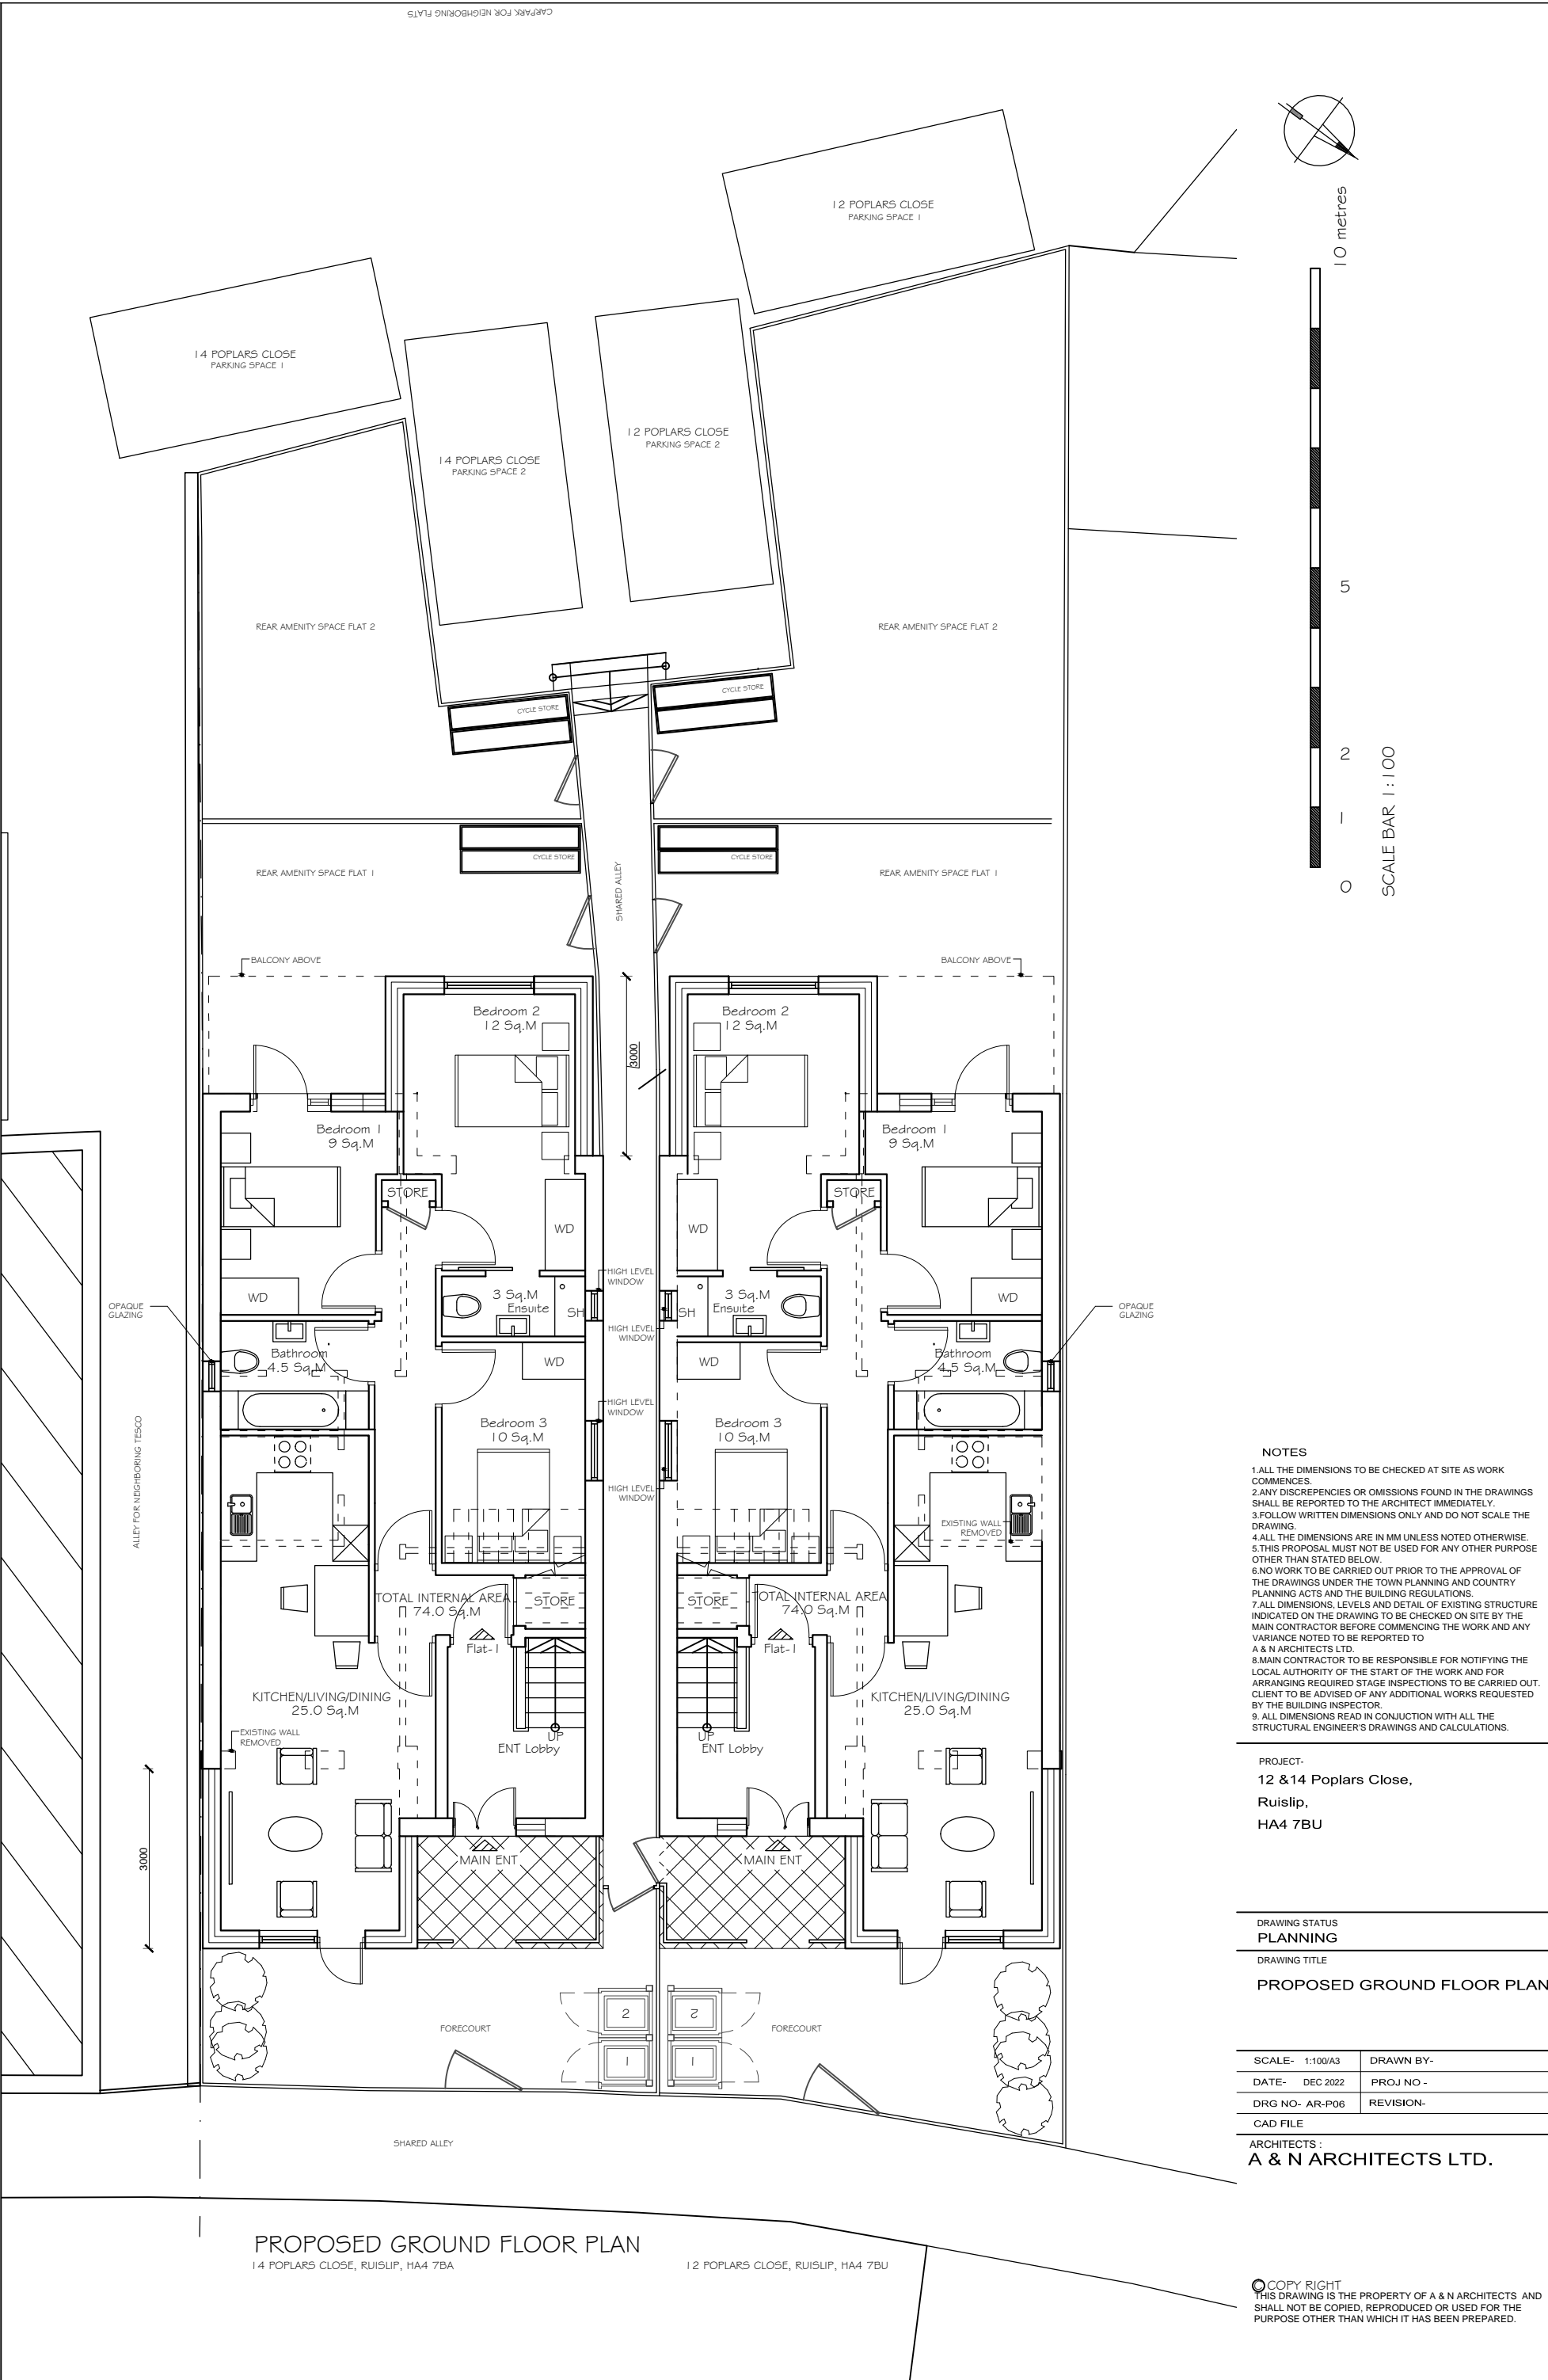 CARPARK FOR NEIGHBORING FLATS
12 POPLARS CLOSE
PARKING SPACE 1
14 POPLARS CLOSE
PARKING SPACE 1
14 POPLARS CLOSE
PARKING SPACE 2
12 POPLARS CLOSE
PARKING SPACE 2
10 metres
5
2
1
0
SCALE BAR 1:100
REAR AMENITY SPACE FLAT 2
REAR AMENITY SPACE FLAT 2
CYCLE STORE
CYCLE STORE
CYCLE STORE
CYCLE STORE
REAR AMENITY SPACE FLAT 1
REAR AMENITY SPACE FLAT 1
SHARED ALLEY
BALCONY ABOVE
BALCONY ABOVE
Bedroom 2
12 Sq.M
3000
Bedroom 2
12 Sq.M
Bedroom 1
9 Sq.M
Bedroom 1
9 Sq.M
STORE
STORE
WD
WD
WD
WD
HIGH LEVEL
WINDOW
3 Sq.M
Ensuite
SH
SH
3 Sq.M
Ensuite
HIGH LEVEL
WINDOW
OPAQUE
GLAZING
OPAQUE
GLAZING
Bathroom
4.5 Sq.M
Bathroom
4.5 Sq.M
WD
WD
HIGH LEVEL
WINDOW
Bedroom 3
10 Sq.M
Bedroom 3
10 Sq.M
HIGH LEVEL
WINDOW
ALLEY FOR NEIGHBORING TESCO
EXISTING WALL
REMOVED
TOTAL INTERNAL AREA
74.0 Sq.M
STORE
STORE
TOTAL INTERNAL AREA
74.0 Sq.M
Flat-1
Flat-1
KITCHEN/LIVING/DINING
25.0 Sq.M
KITCHEN/LIVING/DINING
25.0 Sq.M
EXISTING WALL
REMOVED
UP
ENT Lobby
UP
ENT Lobby
3000
MAIN ENT
MAIN ENT
FORECOURT
2
2
FORECOURT
1
1
SHARED ALLEY
PROPOSED GROUND FLOOR PLAN
14 POPLARS CLOSE, RUISLIP, HA4 7BA
12 POPLARS CLOSE, RUISLIP, HA4 7BU
NOTES
1.ALL THE DIMENSIONS TO BE CHECKED AT SITE AS WORK
COMMENCES.
2.ANY DISCREPENCIES OR OMISSIONS FOUND IN THE DRAWINGS
SHALL BE REPORTED TO THE ARCHITECT IMMEDIATELY.
3.FOLLOW WRITTEN DIMENSIONS ONLY AND DO NOT SCALE THE
DRAWING.
4.ALL THE DIMENSIONS ARE IN MM UNLESS NOTED OTHERWISE.
5.THIS PROPOSAL MUST NOT BE USED FOR ANY OTHER PURPOSE
OTHER THAN STATED BELOW.
6.NO WORK TO BE CARRIED OUT PRIOR TO THE APPROVAL OF
THE DRAWINGS UNDER THE TOWN PLANNING AND COUNTRY
PLANNING ACTS AND THE BUILDING REGULATIONS.
7.ALL DIMENSIONS, LEVELS AND DETAIL OF EXISTING STRUCTURE
INDICATED ON THE DRAWING TO BE CHECKED ON SITE BY THE
MAIN CONTRACTOR BEFORE COMMENCING THE WORK AND ANY
VARIANCE NOTED TO BE REPORTED TO
A & N ARCHITECTS LTD.
8.MAIN CONTRACTOR TO BE RESPONSIBLE FOR NOTIFYING THE
LOCAL AUTHORITY OF THE START OF THE WORK AND FOR
ARRANGING REQUIRED STAGE INSPECTIONS TO BE CARRIED OUT.
CLIENT TO BE ADVISED OF ANY ADDITIONAL WORKS REQUESTED
BY THE BUILDING INSPECTOR.
9. ALL DIMENSIONS READ IN CONJUCTION WITH ALL THE
STRUCTURAL ENGINEER'S DRAWINGS AND CALCULATIONS.
PROJECT-
12 &14 Poplars Close,
Ruislip,
HA4 7BU
DRAWING STATUS
PLANNING
DRAWING TITLE
PROPOSED GROUND FLOOR PLAN
SCALE- 1:100/A3 DRAWN BY-
DATE- DEC 2022 PROJ NO -
DRG NO- AR-P06 REVISION-
CAD FILE
ARCHITECTS :
A & N ARCHITECTS LTD.
© COPY RIGHT
THIS DRAWING IS THE PROPERTY OF A & N ARCHITECTS AND
SHALL NOT BE COPIED, REPRODUCED OR USED FOR THE
PURPOSE OTHER THAN WHICH IT HAS BEEN PREPARED.